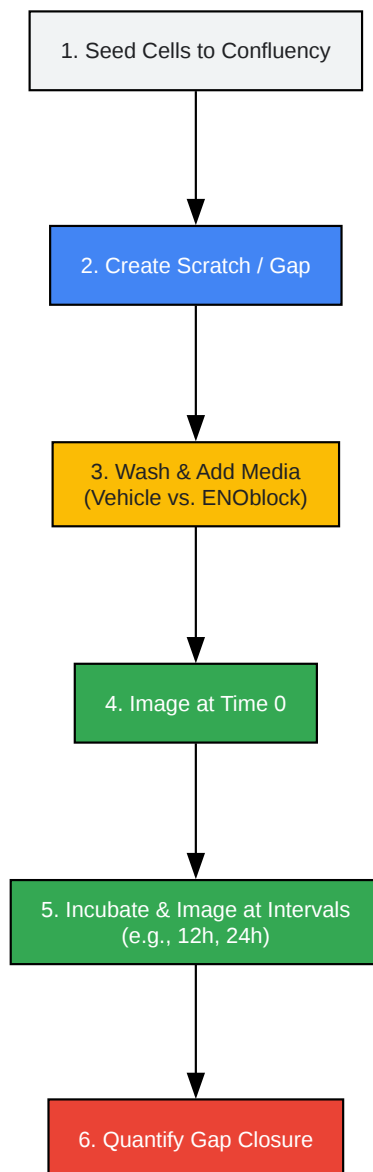 1. Seed Cells to Confluency
2. Create Scratch / Gap
3. Wash & Add Media
(Vehicle vs. ENOblock)
4. Image at Time 0
5. Incubate & Image at Intervals
(e.g., 12h, 24h)
6. Quantify Gap Closure